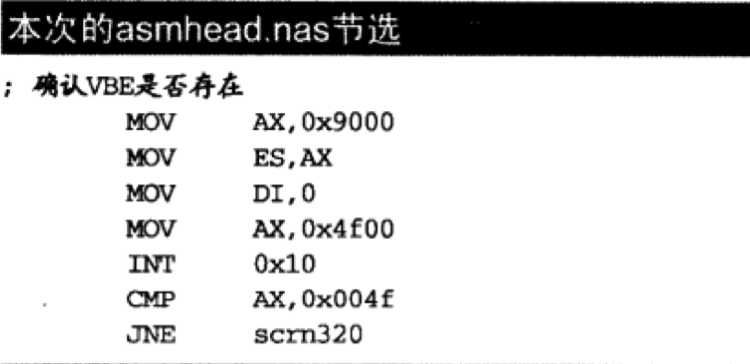 本次的asmhead.nas节选
; 确认VBE是否存在
MOV AX,0x9000
MOV ES,AX
MOV DI,0
MOV AX,0x4f00
INT 0x10
CMP AX,0x004f
JNE scrn320